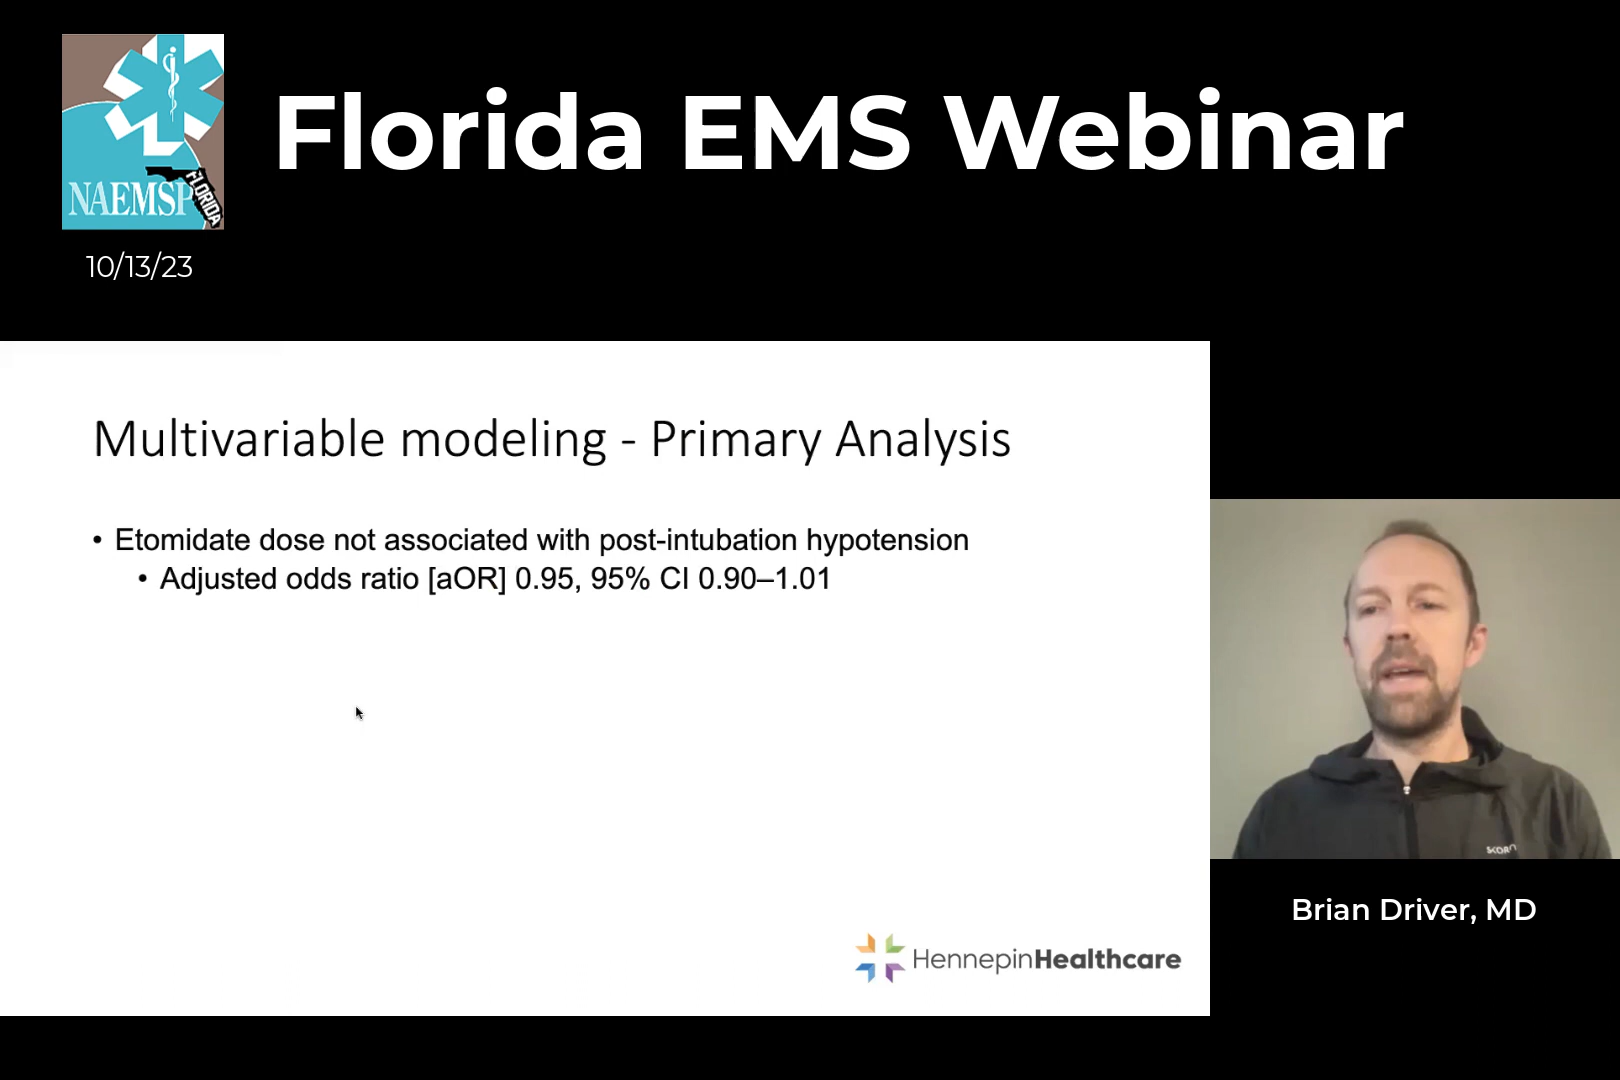 Florida EMS Webinar
NAEMSP
FLORIDA
10/13/23
Multivariable modeling - Primary Analysis
• Etomidate dose not associated with post-intubation hypotension
• Adjusted odds ratio [aOR] 0.95, 95% CI 0.90–1.01
HennepinHealthcare
Brian Driver, MD